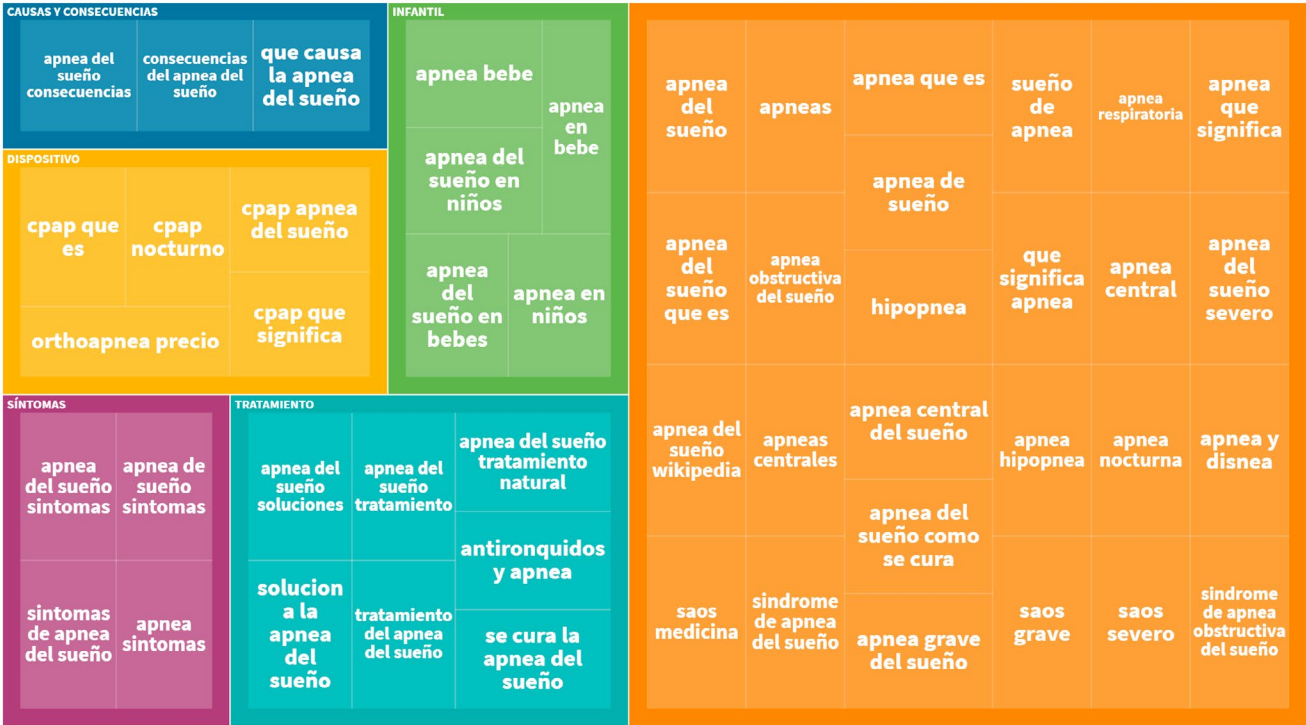 CAUSAS Y CONSECUENCIAS
apnea del
sueño
consecuencias
consecuencias
del apnea del
sueño
que causa
la apnea
del sueño
DISPOSITIVO
cpap que
es
cpap
nocturno
cpap apnea
del sueño
orthoapnea precio
cpap que
significa
INFANTIL
apnea bebe
apnea
en
bebe
apnea del
sueño en
niños
apnea
del
sueño en
bebes
apnea en
niños
SÍNTOMAS
apnea
del sueño
sintomas
apnea de
sueño
sintomas
sintomas
de apnea
del sueño
apnea
sintomas
TRATAMIENTO
apnea del
sueño
soluciones
apnea del
sueño
tratamiento
apnea del sueño
tratamiento
natural
antironquidos
y apnea
solucion
a la
apnea
del
sueño
tratamiento
del apnea
del sueño
se cura la
apnea del
sueño
apnea
del
sueño
apneas
apnea que es
sueño
de
apnea
apnea
respiratoria
apnea
que
significa
apnea de
sueño
apnea
del
sueño
que es
apnea
obstructiva
del sueño
hipopnea
que
significa
apnea
apnea
central
apnea
del
sueño
severo
apnea del
sueño
wikipedia
apneas
centrales
apnea central
del sueño
apnea
hipopnea
apnea
nocturna
apnea y
disnea
apnea del
sueño como
se cura
saos
medicina
sindrome
de apnea
del sueño
apnea grave
del sueño
saos
grave
saos
severo
sindrome
de apnea
obstructiva
del sueño